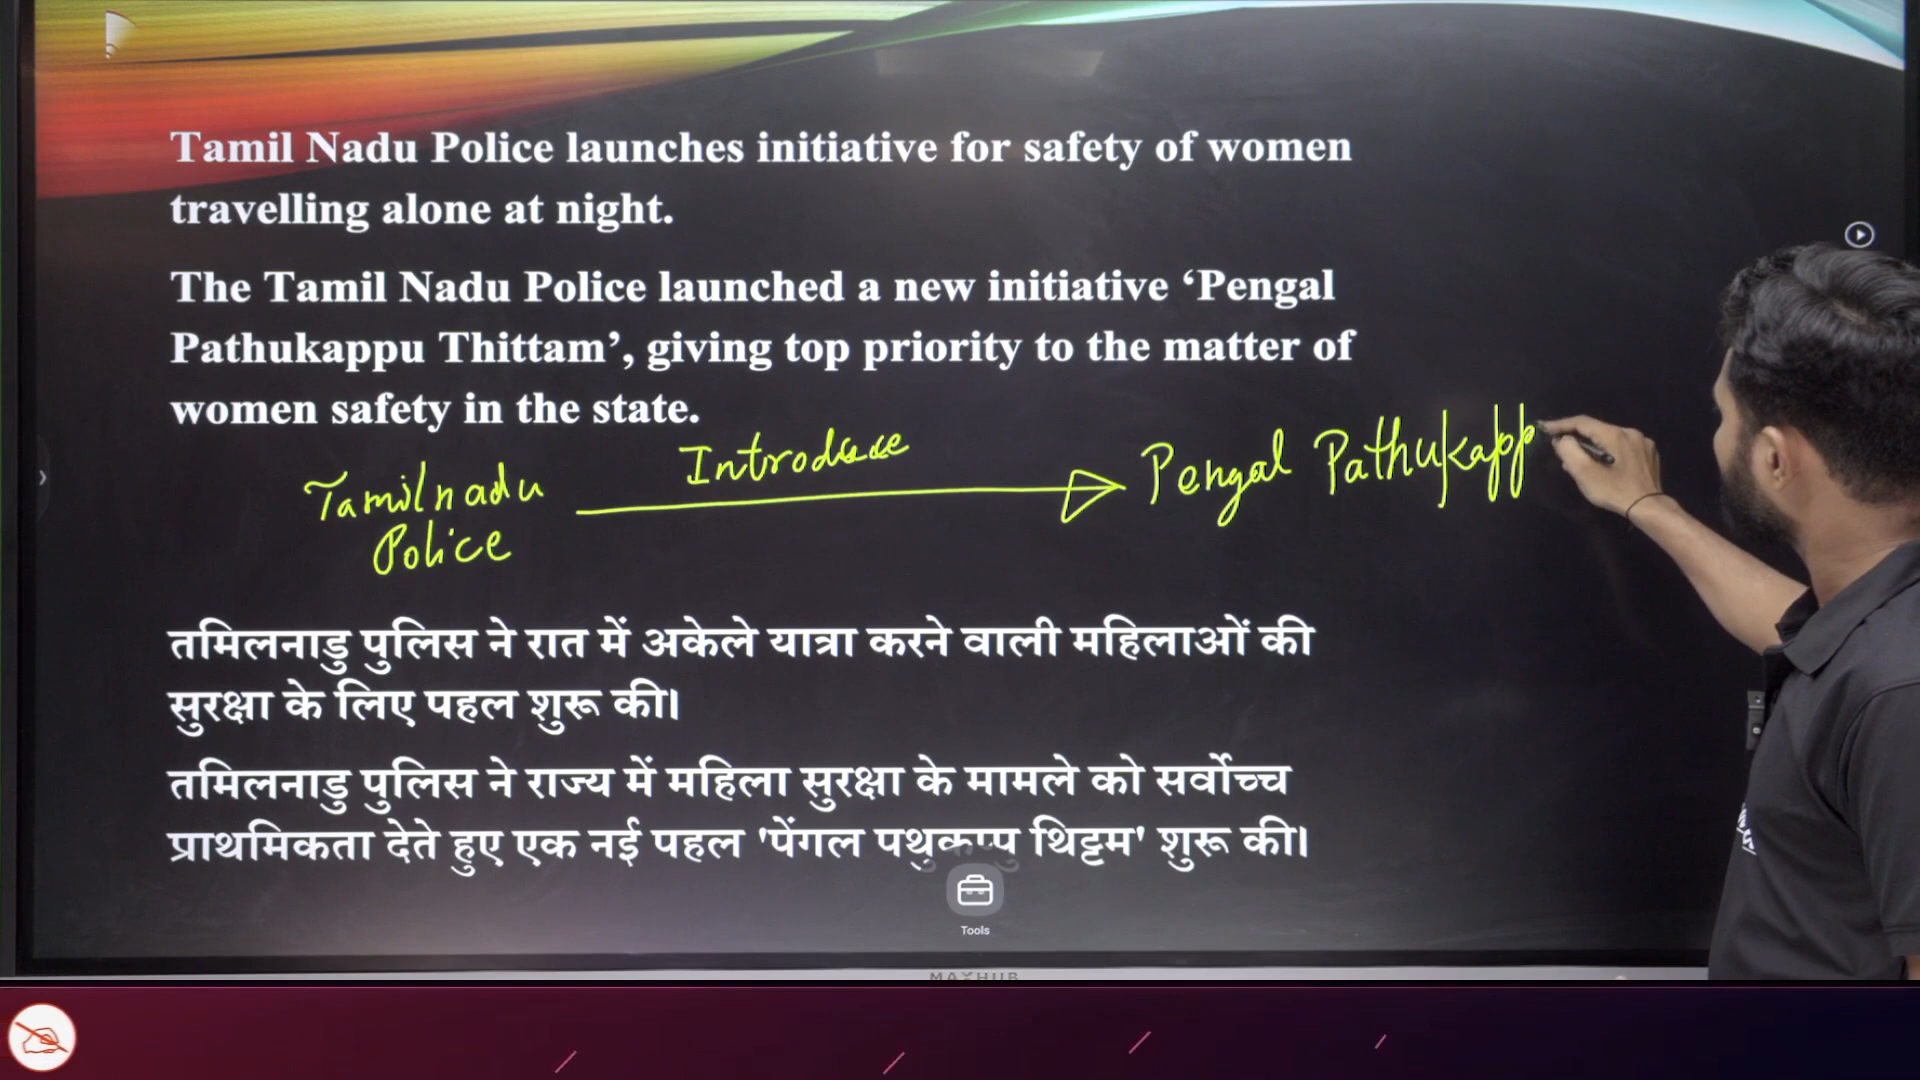 Tamil Nadu Police launches initiative for safety of women
travelling alone at night.
The Tamil Nadu Police launched a new initiative ‘Pengal
Pathukappu Thittam’, giving top priority to the matter of
women safety in the state.
Tamilnadu
Police
Introduce
Pengal Pathukapp
तमिलनाडु पुलिस ने रात में अकेले यात्रा करने वाली महिलाओं की
सुरक्षा के लिए पहल शुरू की।
तमिलनाडु पुलिस ने राज्य में महिला सुरक्षा के मामले को सर्वोच्च
प्राथमिकता देते हुए एक नई पहल 'पेंगल थिट्टम' शुरू की।
Tools
MAXHUB